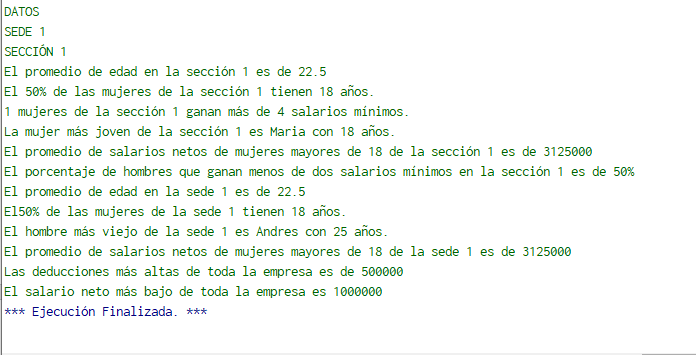 DATOS
SEDE 1
SECCIÓN 1
El promedio de edad en la sección 1 es de 22.5
El 50% de las mujeres de la sección 1 tienen 18 años.
1 mujeres de la sección 1 ganan más de 4 salarios mínimos.
La mujer más joven de la sección 1 es Maria con 18 años.
El promedio de salarios netos de mujeres mayores de 18 de la sección 1 es de 3125000
El porcentaje de hombres que ganan menos de dos salarios mínimos en la sección 1 es de 50%
El promedio de edad en la sede 1 es de 22.5
El50% de las mujeres de la sede 1 tienen 18 años.
El hombre más viejo de la sede 1 es Andres con 25 años.
El promedio de salarios netos de mujeres mayores de 18 de la sede 1 es de 3125000
Las deducciones más altas de toda la empresa es de 500000
El salario neto más bajo de toda la empresa es 1000000
*** Ejecución Finalizada. ***